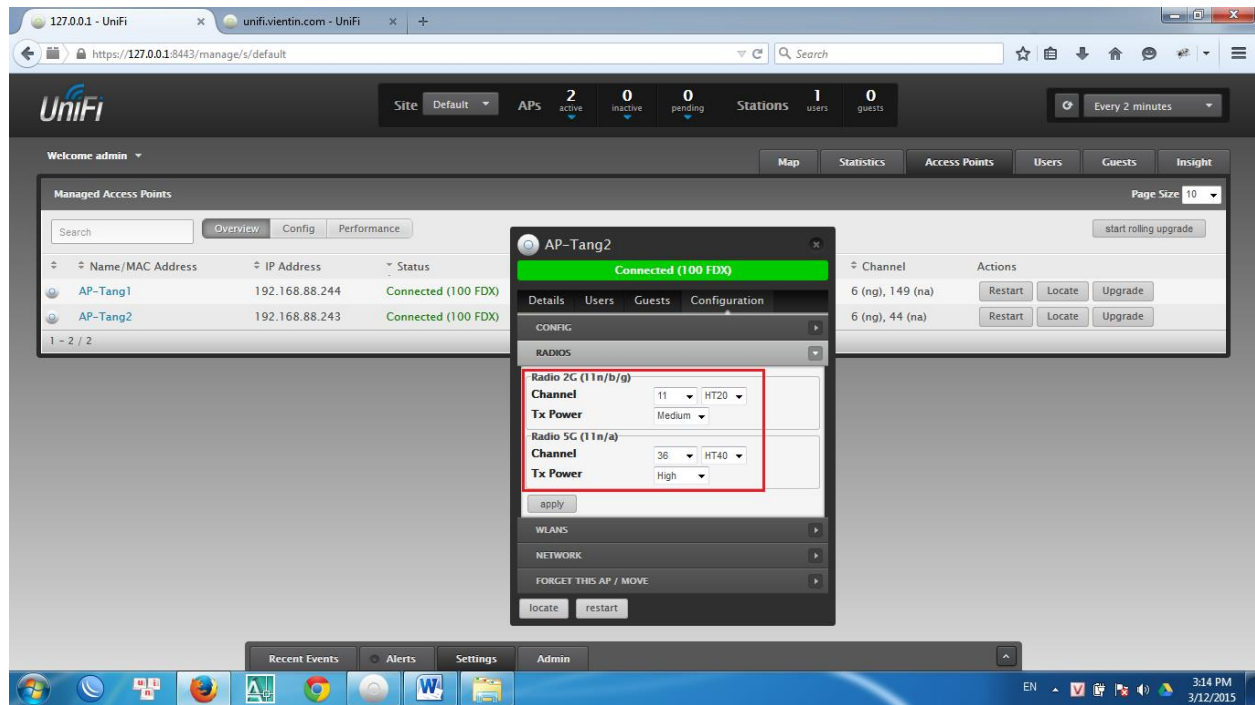 127.0.0.1 - UniFi × unifi.vientin.com - UniFi × +
https://127.0.0.1:8443/manage/s/default Search
UniFi Site Default APs 2 active 0 inactive 0 pending Stations 1 users 0 guests Every 2 minutes
Welcome admin Map Statistics Access Points Users Guests Insight
Managed Access Points Page Size 10
Search Overview Config Performance start rolling upgrade
Name/MAC Address IP Address Status Channel Actions
AP-Tang1 192.168.88.244 Connected (100 FDX) 6 (ng), 149 (na) Restart Locate Upgrade
AP-Tang2 192.168.88.243 Connected (100 FDX) 6 (ng), 44 (na) Restart Locate Upgrade
1 - 2 / 2
AP-Tang2
Connected (100 FDX)
Details Users Guests Configuration
CONFIG
RADIOS
Radio 2G (11n/b/g)
Channel 11 HT20
Tx Power Medium
Radio 5G (11n/a)
Channel 36 HT40
Tx Power High
apply
WLANS
NETWORK
FORGET THIS AP / MOVE
locate restart
Recent Events Alerts Settings Admin
EN 3:14 PM
3/12/2015